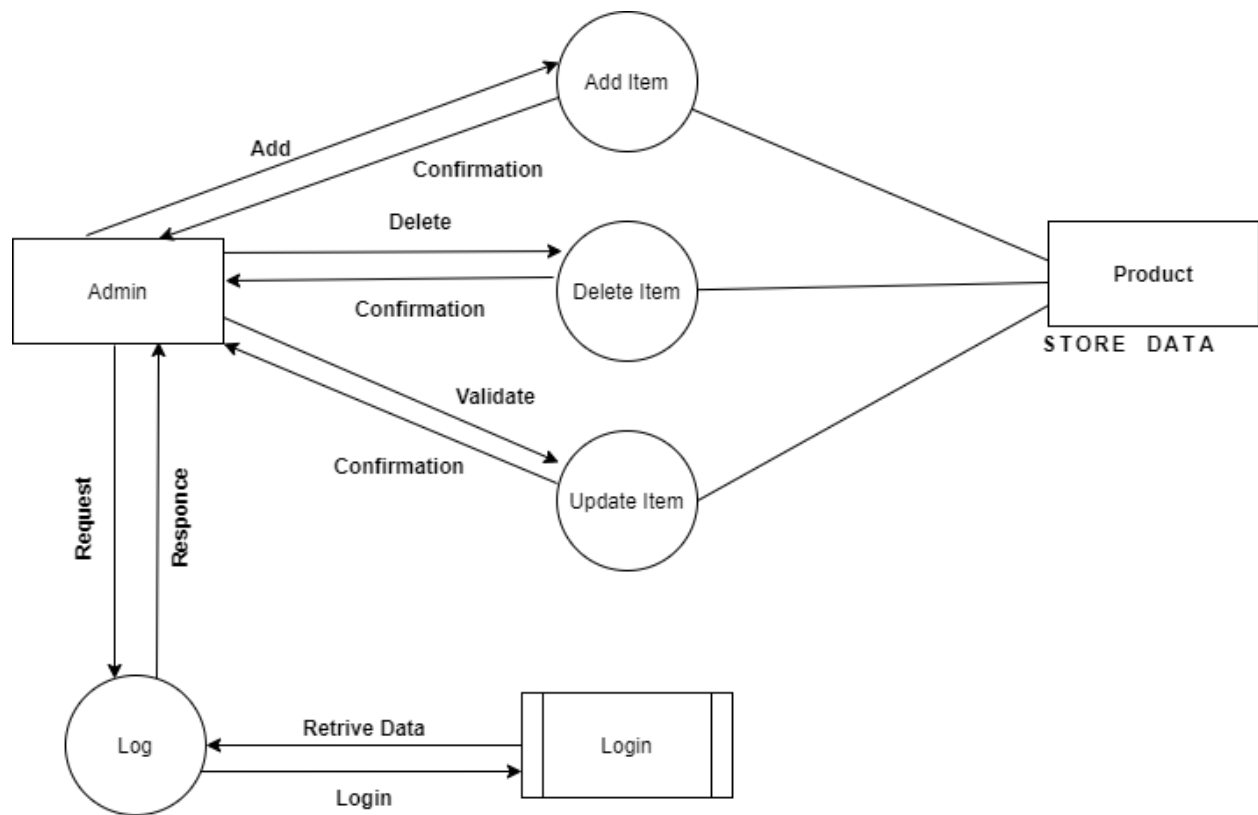 Add Item
Add
Confirmation
Delete
Admin
Delete Item
Product
Confirmation
STORE DATA
Validate
Confirmation
Update Item
Request
Responce
Retrive Data
Log
Login
Login